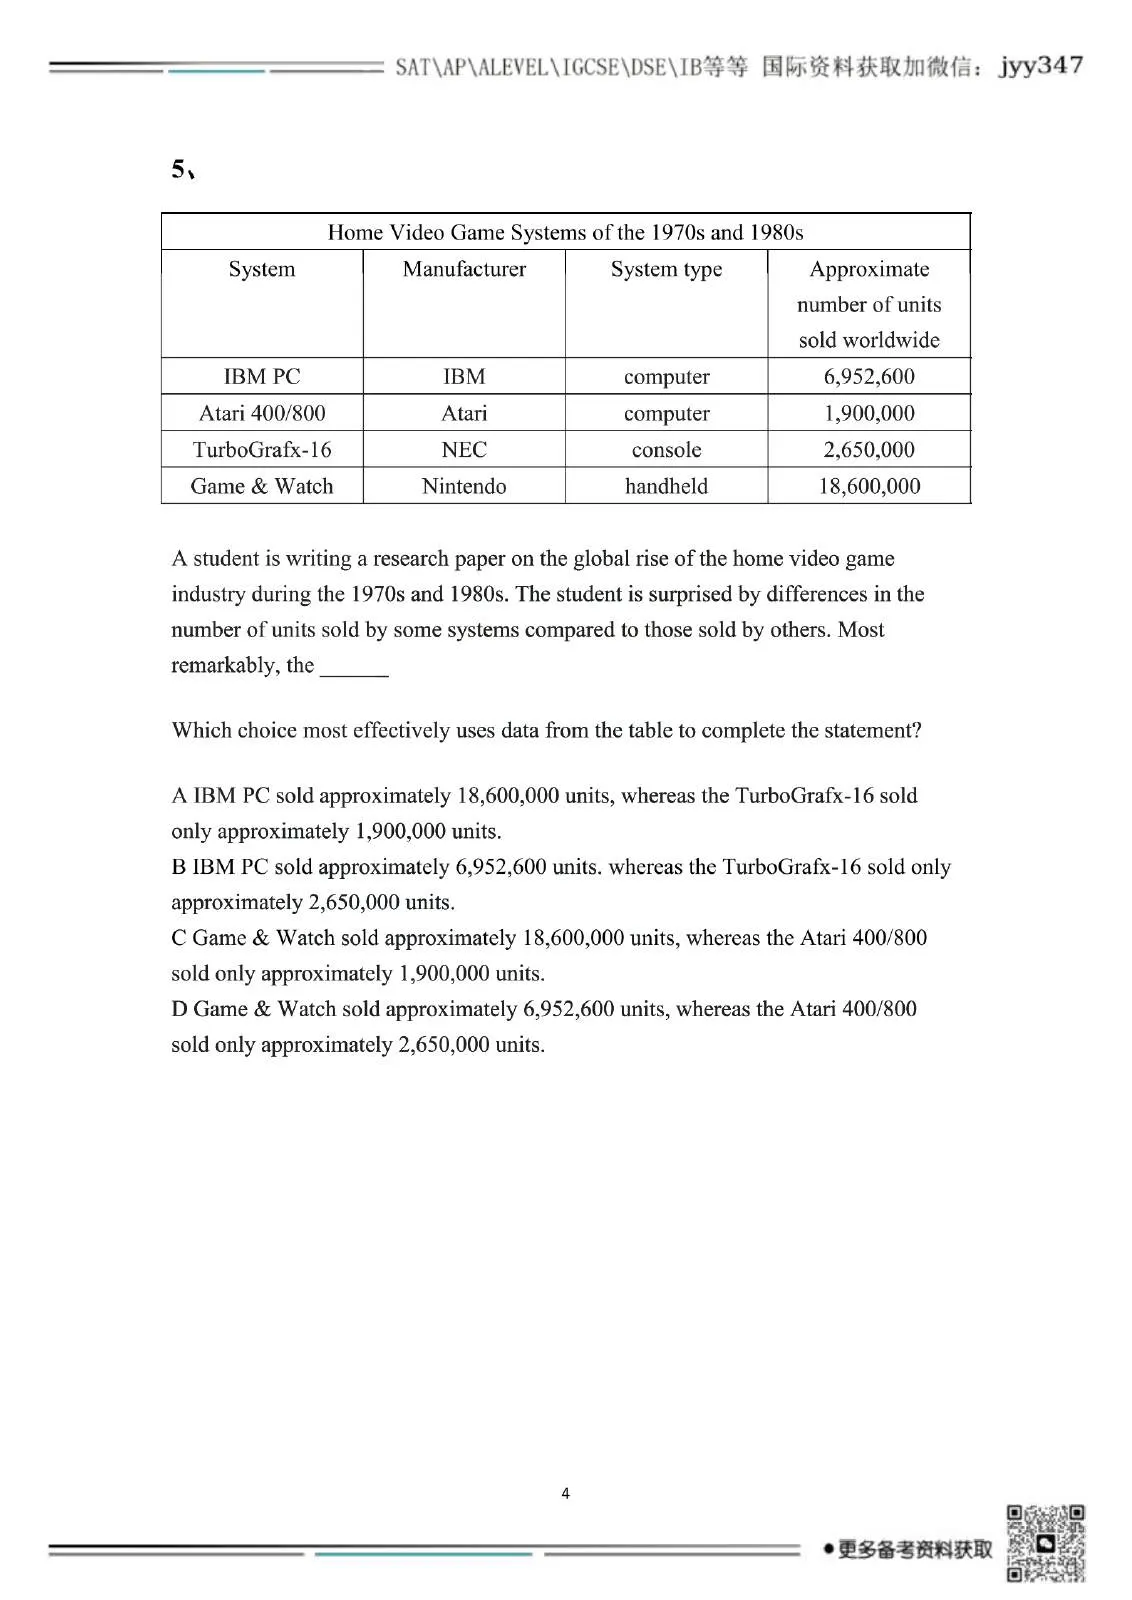 SAT\AP\ALEVEL\IGCSE\DSE\IB等等 国际资料获取加微信：jyy347
5、
Home Video Game Systems of the 1970s and 1980s
System Manufacturer System type Approximate
number of units
sold worldwide
IBM PC IBM computer 6,952,600
Atari 400/800 Atari computer 1,900,000
TurboGrafx-16 NEC console 2,650,000
Game & Watch Nintendo handheld 18,600,000
A student is writing a research paper on the global rise of the home video game
industry during the 1970s and 1980s. The student is surprised by differences in the
number of units sold by some systems compared to those sold by others. Most
remarkably, the ______
Which choice most effectively uses data from the table to complete the statement?
A IBM PC sold approximately 18,600,000 units, whereas the TurboGrafx-16 sold
only approximately 1,900,000 units.
B IBM PC sold approximately 6,952,600 units. whereas the TurboGrafx-16 sold only
approximately 2,650,000 units.
C Game & Watch sold approximately 18,600,000 units, whereas the Atari 400/800
sold only approximately 1,900,000 units.
D Game & Watch sold approximately 6,952,600 units, whereas the Atari 400/800
sold only approximately 2,650,000 units.
4
●更多备考资料获取